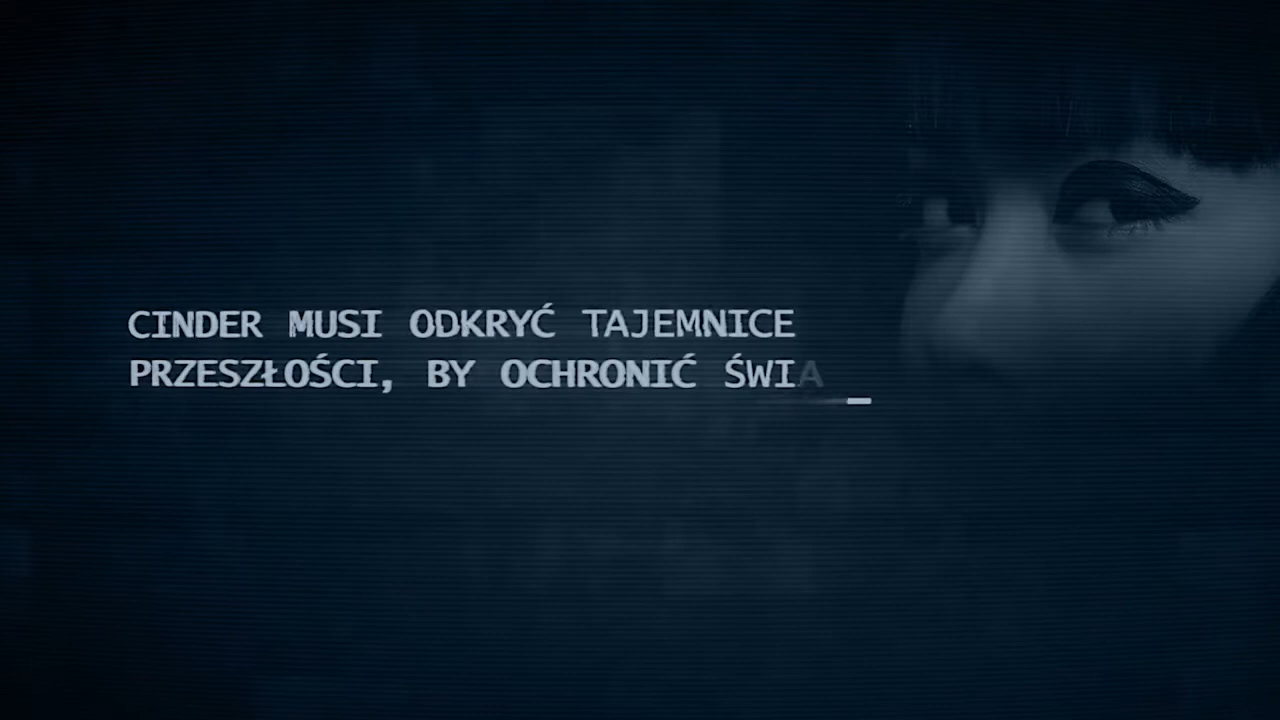 CINDER MUSI ODKRYĆ TAJEMNICE
PRZESZŁOŚCI, BY OCHRONIĆ ŚWIA